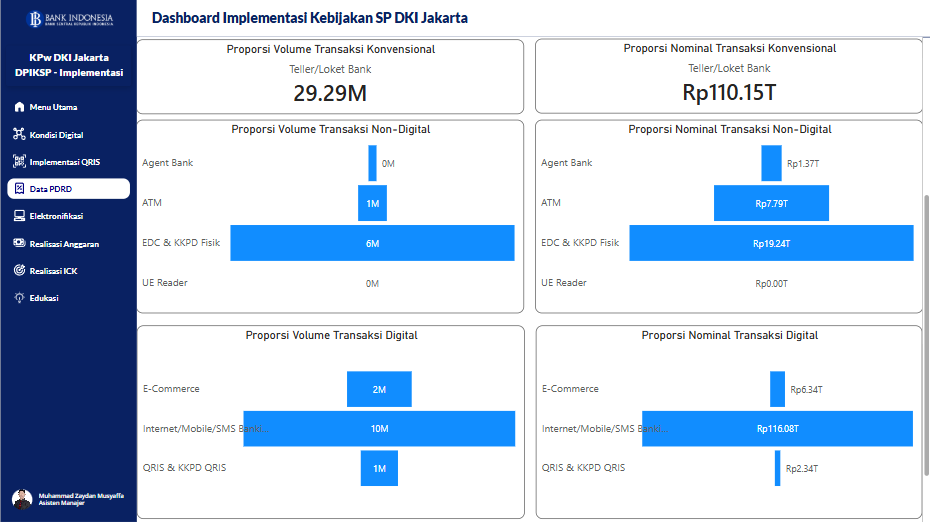 BANK INDONESIA
BANK SENTRAL REPUBLIK INDONESIA
Dashboard Implementasi Kebijakan SP DKI Jakarta
KPw DKI Jakarta
DPIKSP - Implementasi
Menu Utama
Kondisi Digital
Implementasi QRIS
Data PDRD
Elektronifikasi
Realisasi Anggaran
Realisasi ICK
Edukasi
Muhammad Zaydan Musyaffa
Asisten Manajer
Proporsi Volume Transaksi Konvensional
Teller/Loket Bank
29.29M
Proporsi Nominal Transaksi Konvensional
Teller/Loket Bank
Rp110.15T
Proporsi Volume Transaksi Non-Digital
Agent Bank 0M
ATM 1M
EDC & KKPD Fisik 6M
UE Reader 0M
Proporsi Nominal Transaksi Non-Digital
Agent Bank Rp1.37T
ATM Rp7.79T
EDC & KKPD Fisik Rp19.24T
UE Reader Rp0.00T
Proporsi Volume Transaksi Digital
E-Commerce 2M
Internet/Mobile/SMS Banki... 10M
QRIS & KKPD QRIS 1M
Proporsi Nominal Transaksi Digital
E-Commerce Rp6.34T
Internet/Mobile/SMS Banki... Rp116.08T
QRIS & KKPD QRIS Rp2.34T